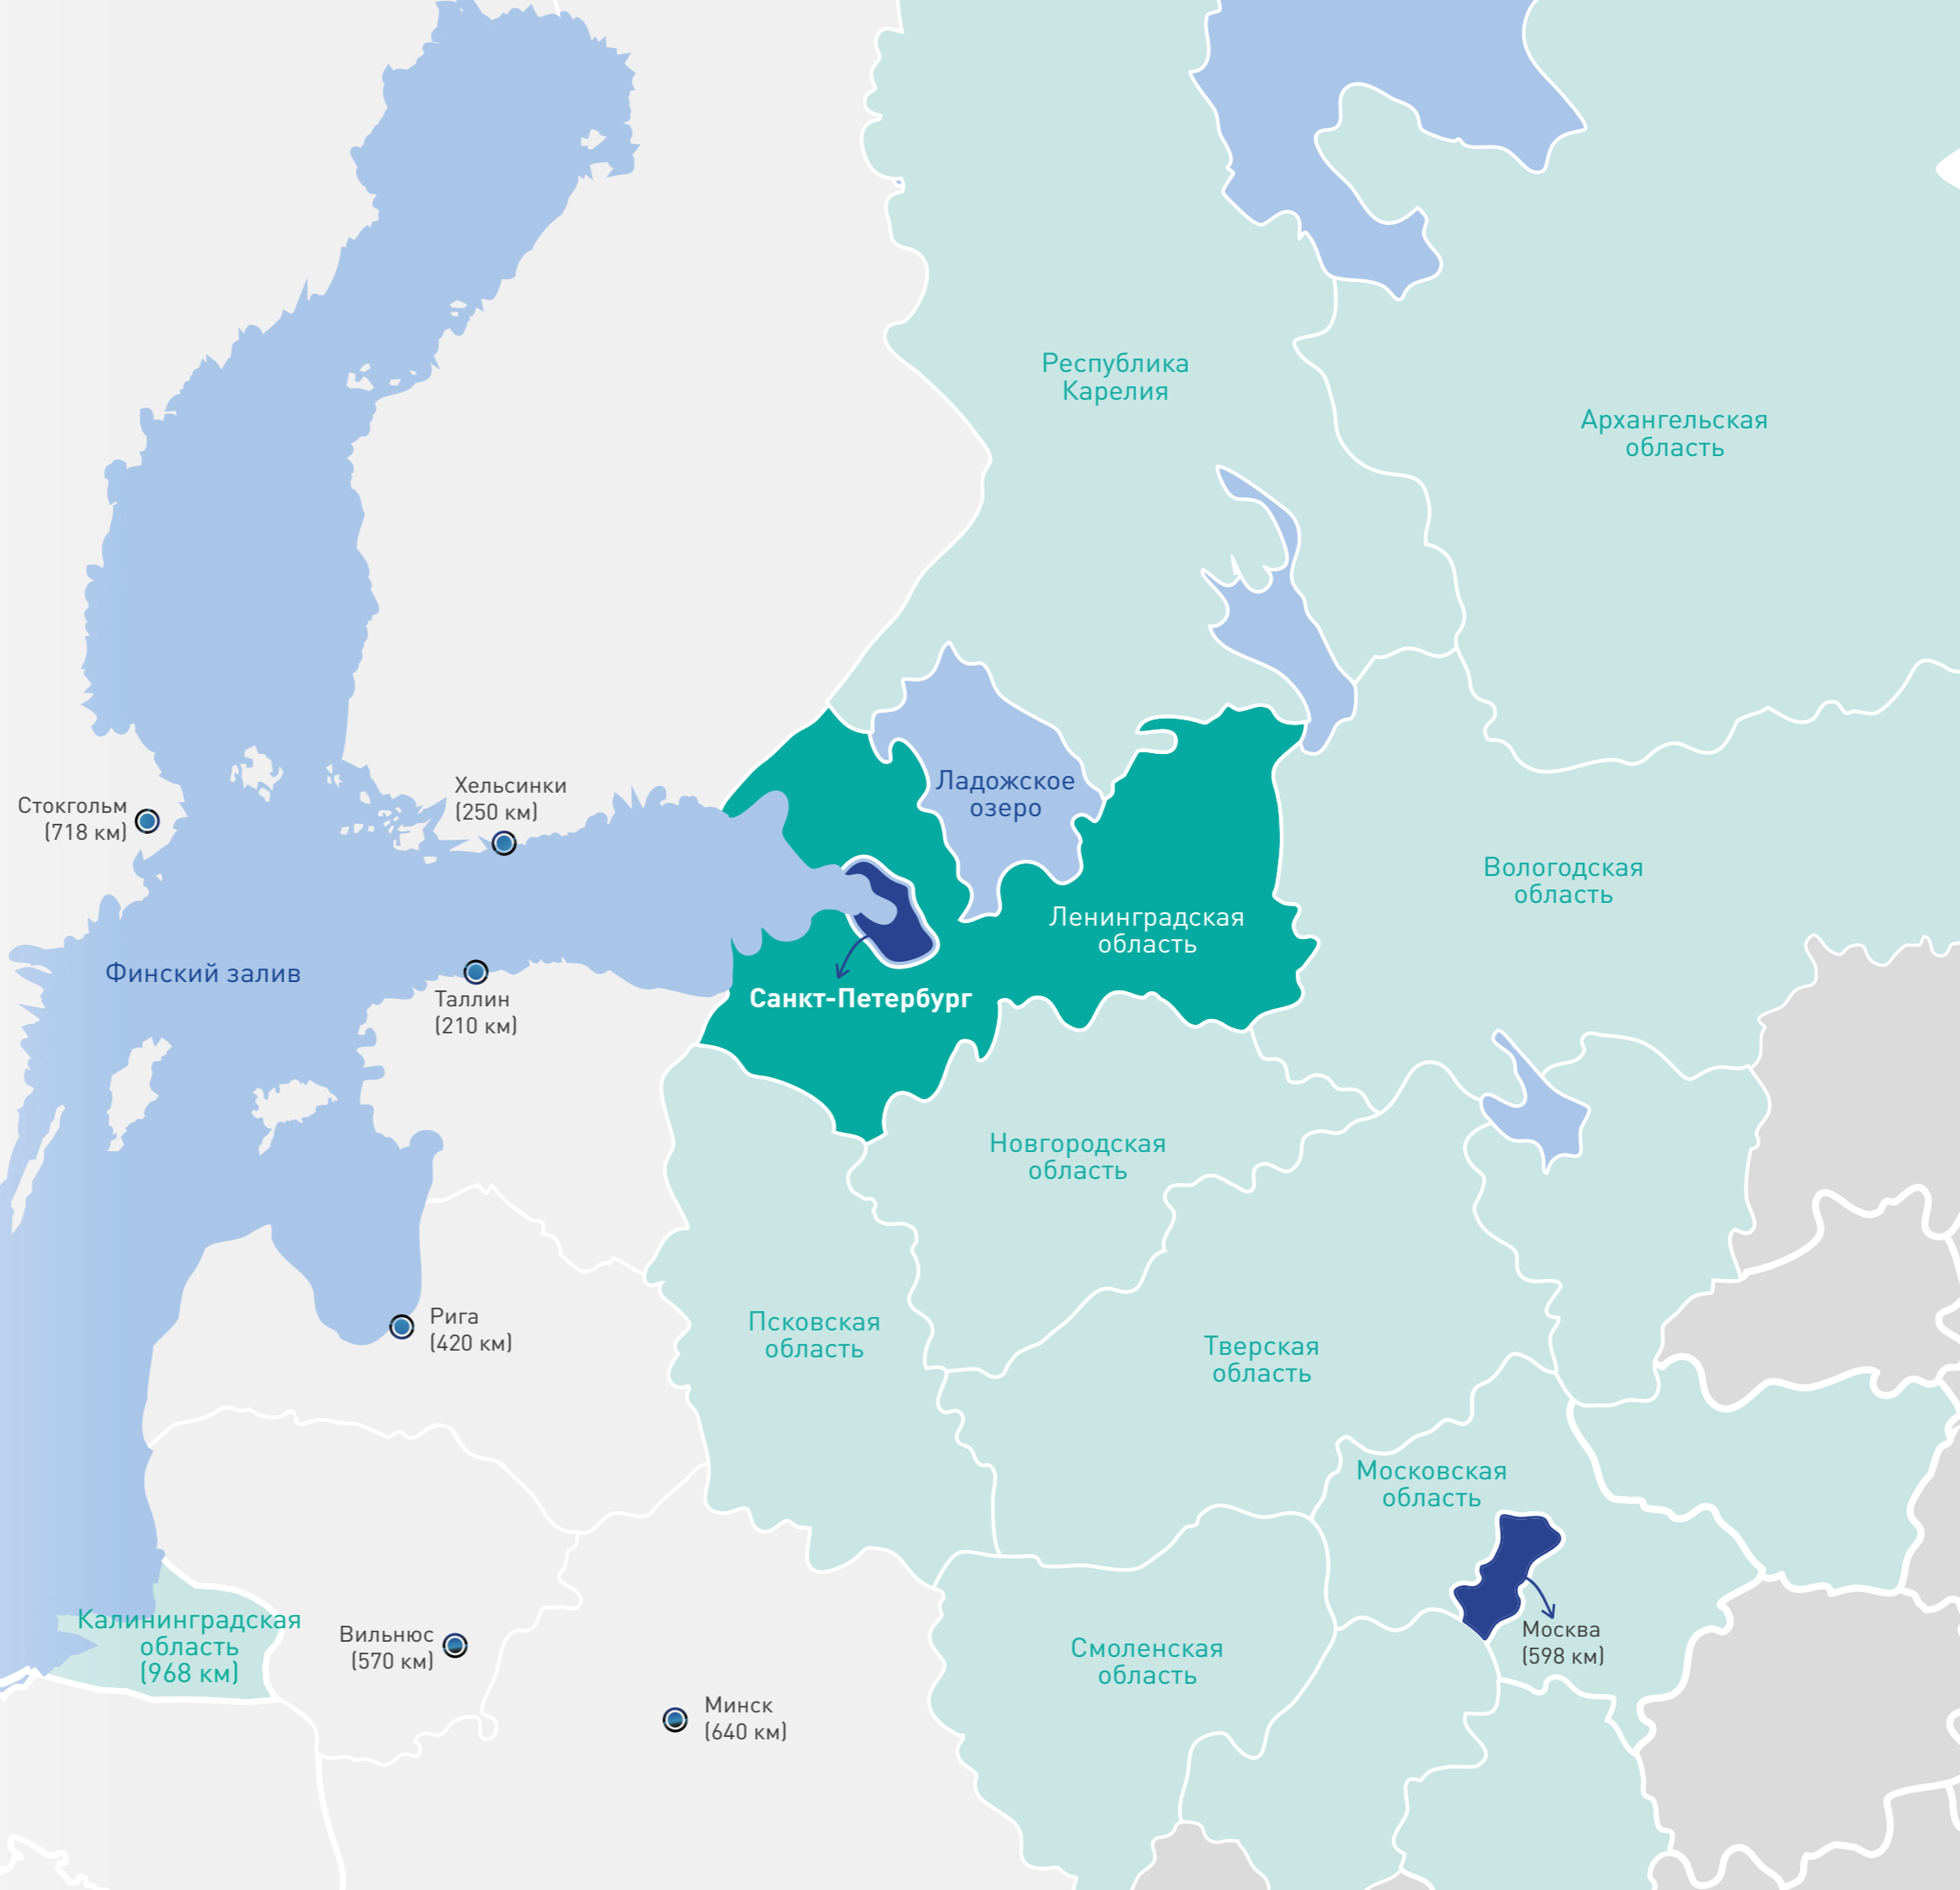 Республика
Карелия
Архангельская
область
Хельсинки
(250 км)
Стокгольм
(718 км)
Ладожское
озеро
Вологодская
область
Ленинградская
область
Финский залив
Санкт-Петербург
Таллин
(210 км)
Новгородская
область
Рига
(420 км)
Псковская
область
Тверская
область
Московская
область
Калининградская
область
(968 км)
Вильнюс
(570 км)
Смоленская
область
Москва
(598 км)
Минск
(640 км)